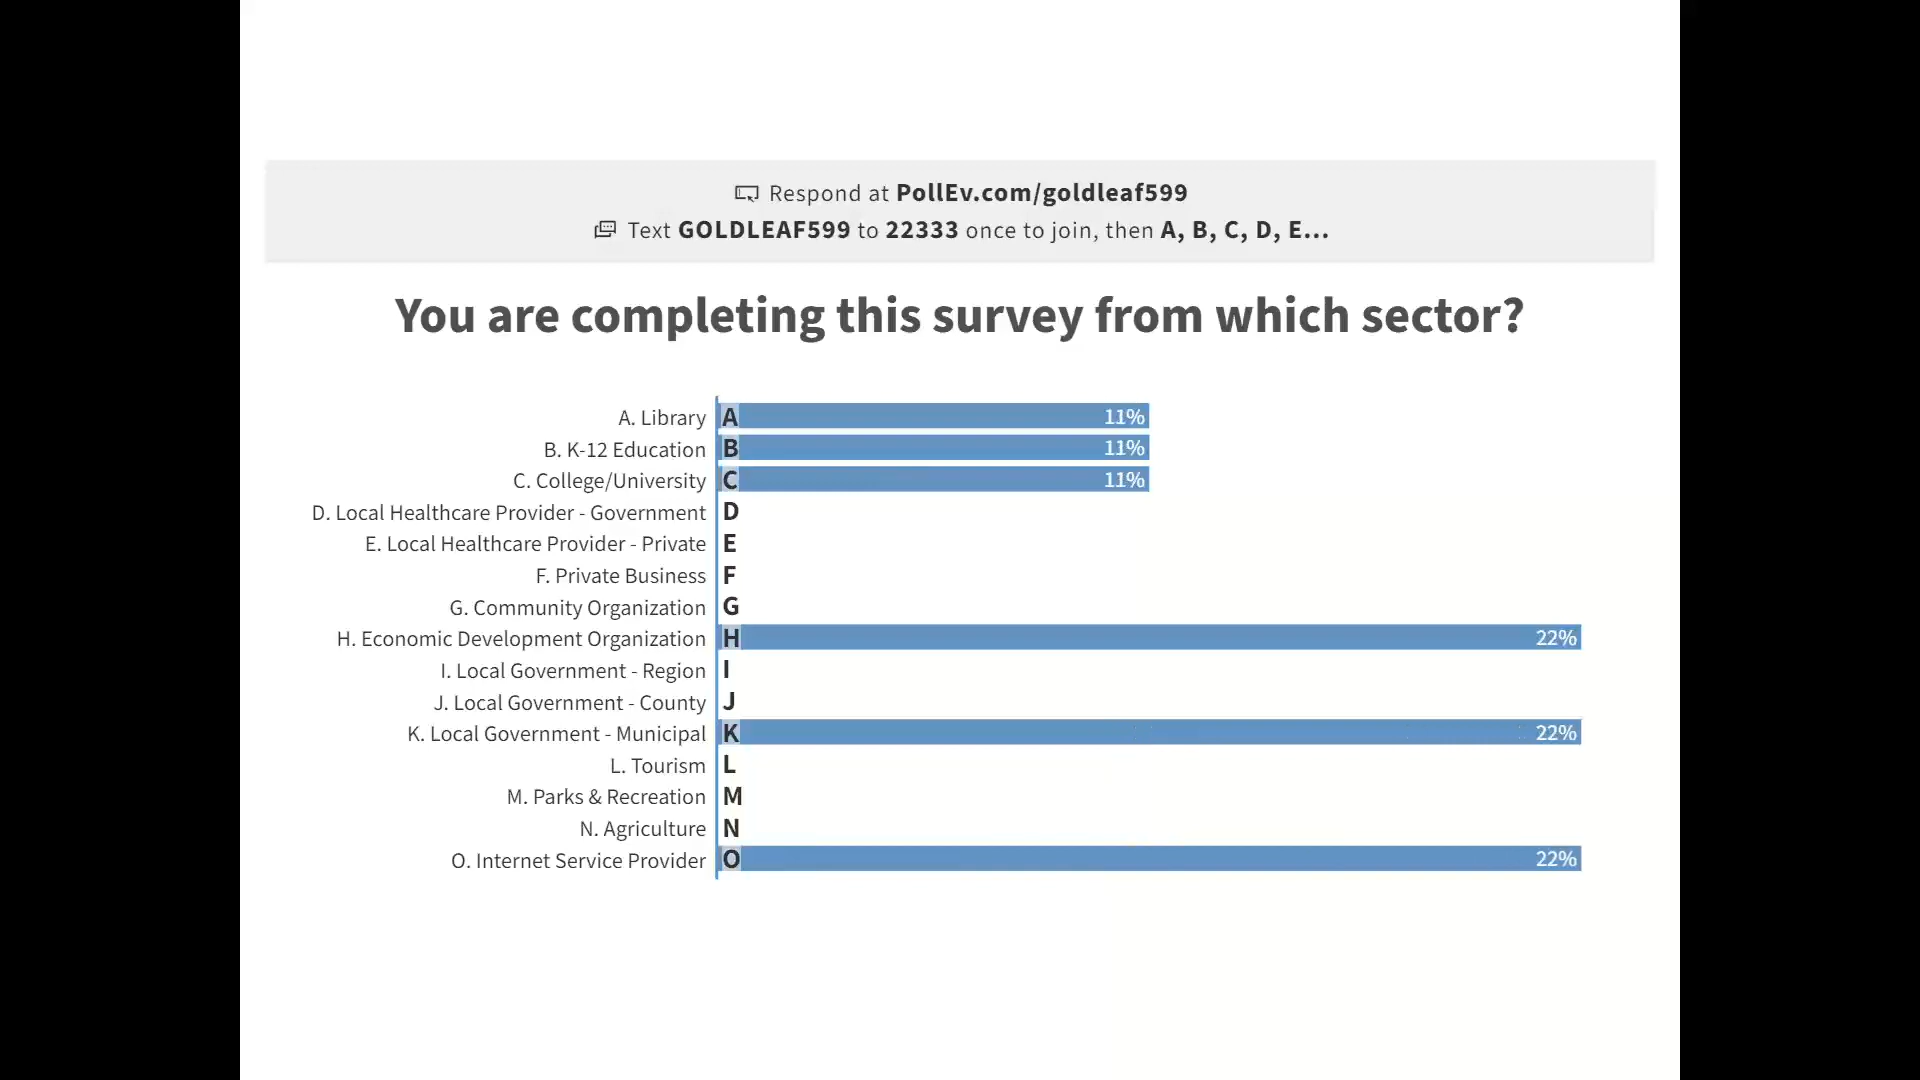 Respond at PollEv.com/goldleaf599
Text GOLDLEAF599 to 22333 once to join, then A, B, C, D, E...
You are completing this survey from which sector?
A. Library A 11%
B. K-12 Education B 11%
C. College/University C 11%
D. Local Healthcare Provider - Government D
E. Local Healthcare Provider - Private E
F. Private Business F
G. Community Organization G
H. Economic Development Organization H 22%
I. Local Government - Region I
J. Local Government - County J
K. Local Government - Municipal K 22%
L. Tourism L
M. Parks & Recreation M
N. Agriculture N
O. Internet Service Provider O 22%